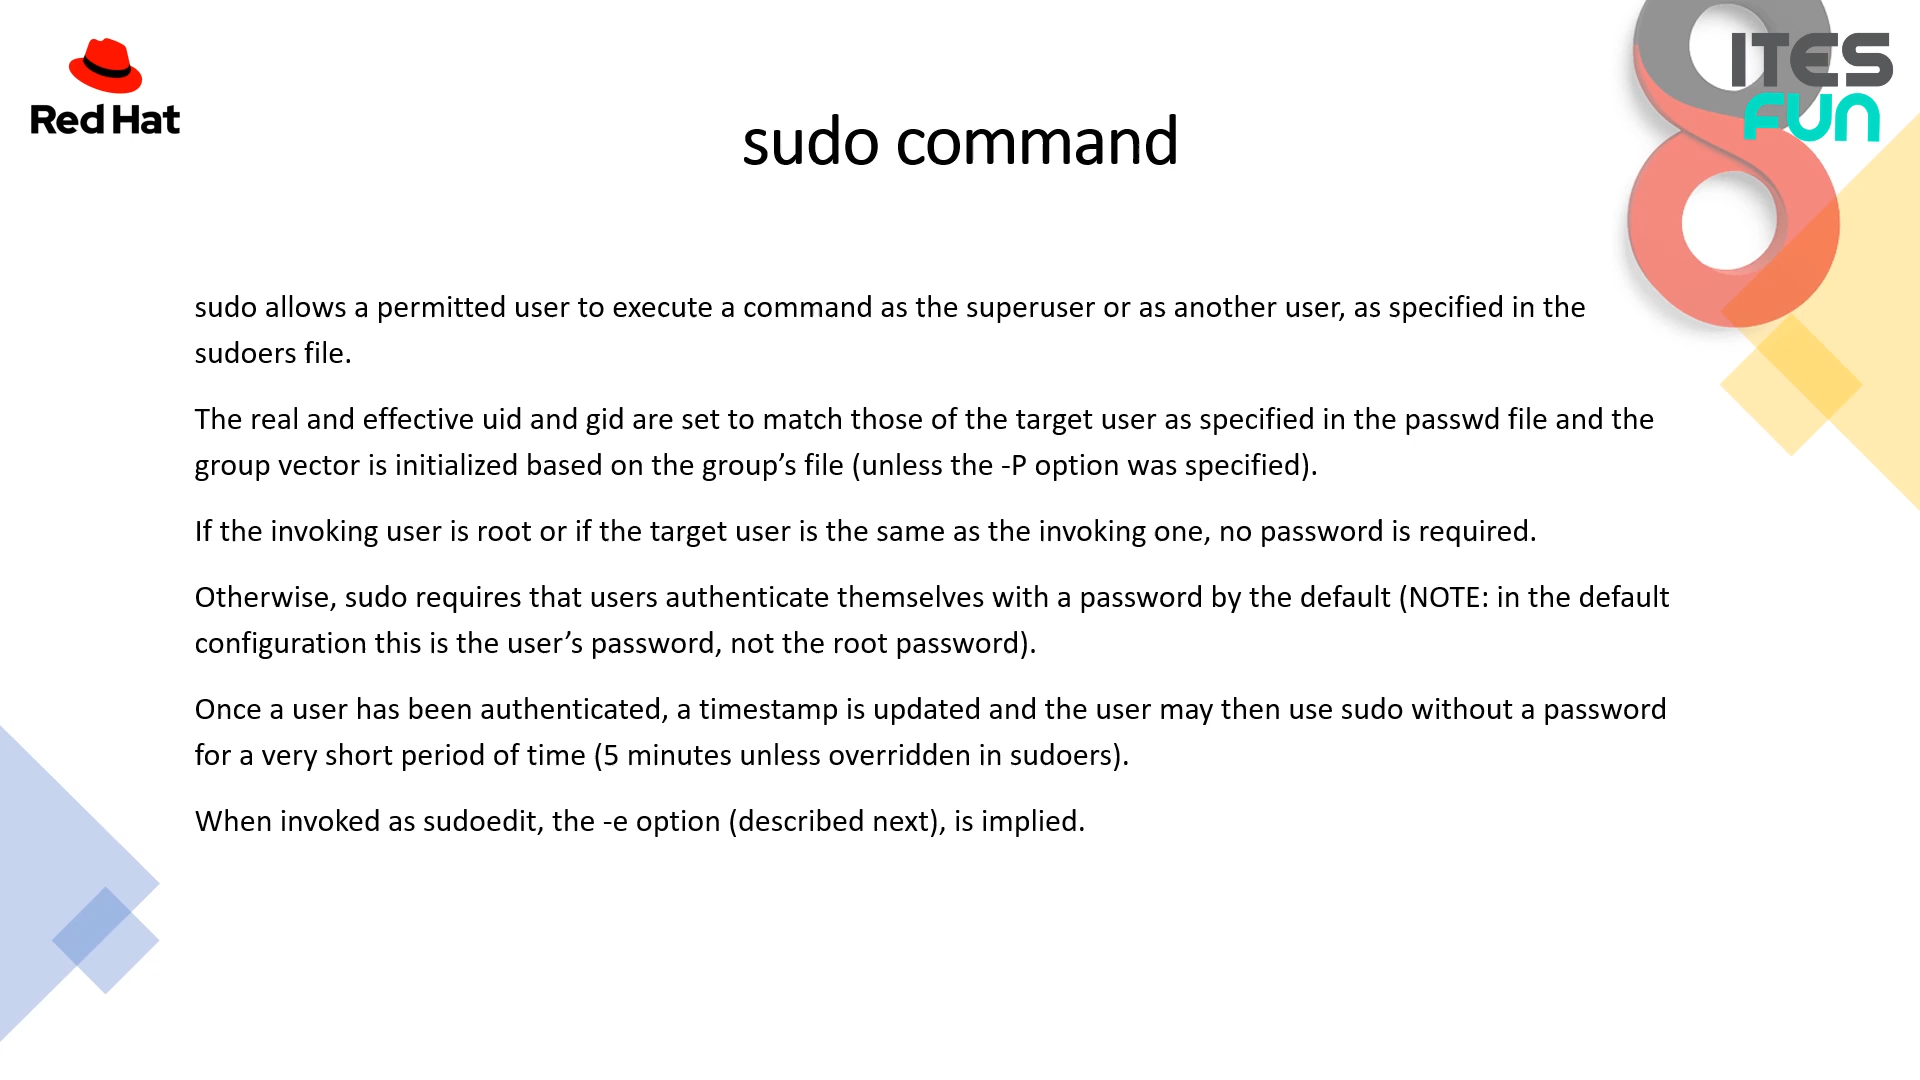 Red Hat
ITES
FUN
sudo command
sudo allows a permitted user to execute a command as the superuser or as another user, as specified in the
sudoers file.
The real and effective uid and gid are set to match those of the target user as specified in the passwd file and the
group vector is initialized based on the group’s file (unless the -P option was specified).
If the invoking user is root or if the target user is the same as the invoking one, no password is required.
Otherwise, sudo requires that users authenticate themselves with a password by the default (NOTE: in the default
configuration this is the user’s password, not the root password).
Once a user has been authenticated, a timestamp is updated and the user may then use sudo without a password
for a very short period of time (5 minutes unless overridden in sudoers).
When invoked as sudoedit, the -e option (described next), is implied.